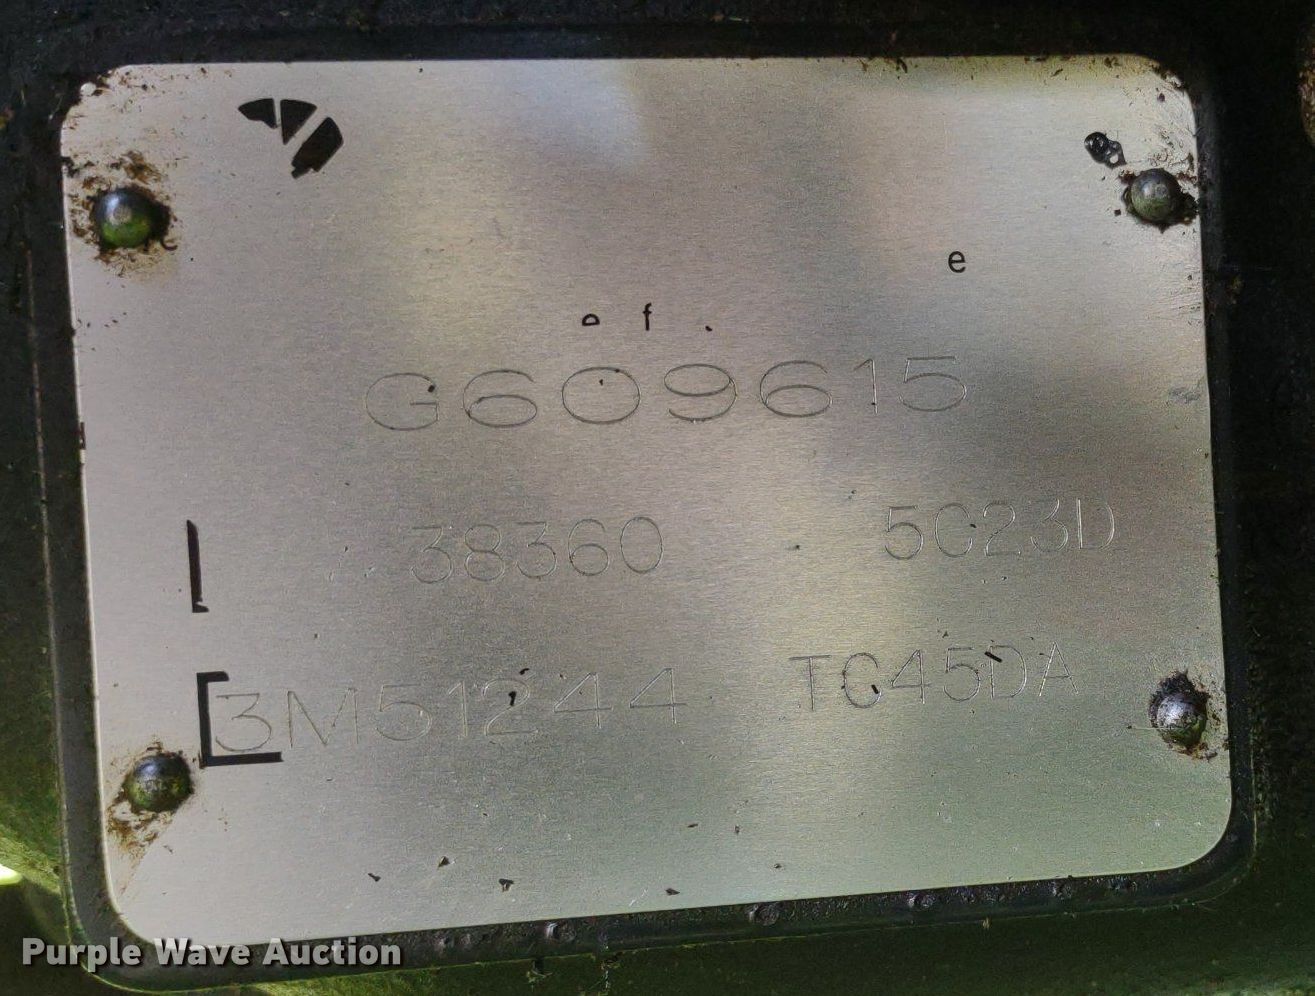 e
e f .
G609615
38360 5C23D
3M51244 TC45DA
Purple Wave Auction